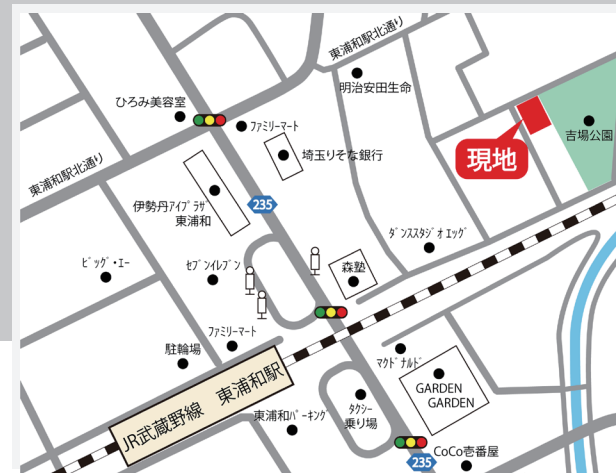 東浦和駅北通り
明治安田生命
ひろみ美容室
ﾌｧﾐﾘｰﾏｰﾄ
吉場公園
埼玉りそな銀行
現地
東浦和駅北通り
伊勢丹ｱｲﾌﾟﾗｻﾞ
東浦和
235
ﾀﾞﾝｽｽﾀｼﾞｵ ｴｯｸﾞ
ﾋﾞｯｸﾞ・ｴｰ
ｾﾌﾞﾝｲﾚﾌﾞﾝ
森塾
ﾌｧﾐﾘｰﾏｰﾄ
駐輪場
ﾏｸﾄﾞﾅﾙﾄﾞ
JR武蔵野線 東浦和駅
GARDEN
GARDEN
東浦和ﾊﾟｰｷﾝｸﾞ
ﾀｸｼｰ
乗り場
CoCo壱番屋
235